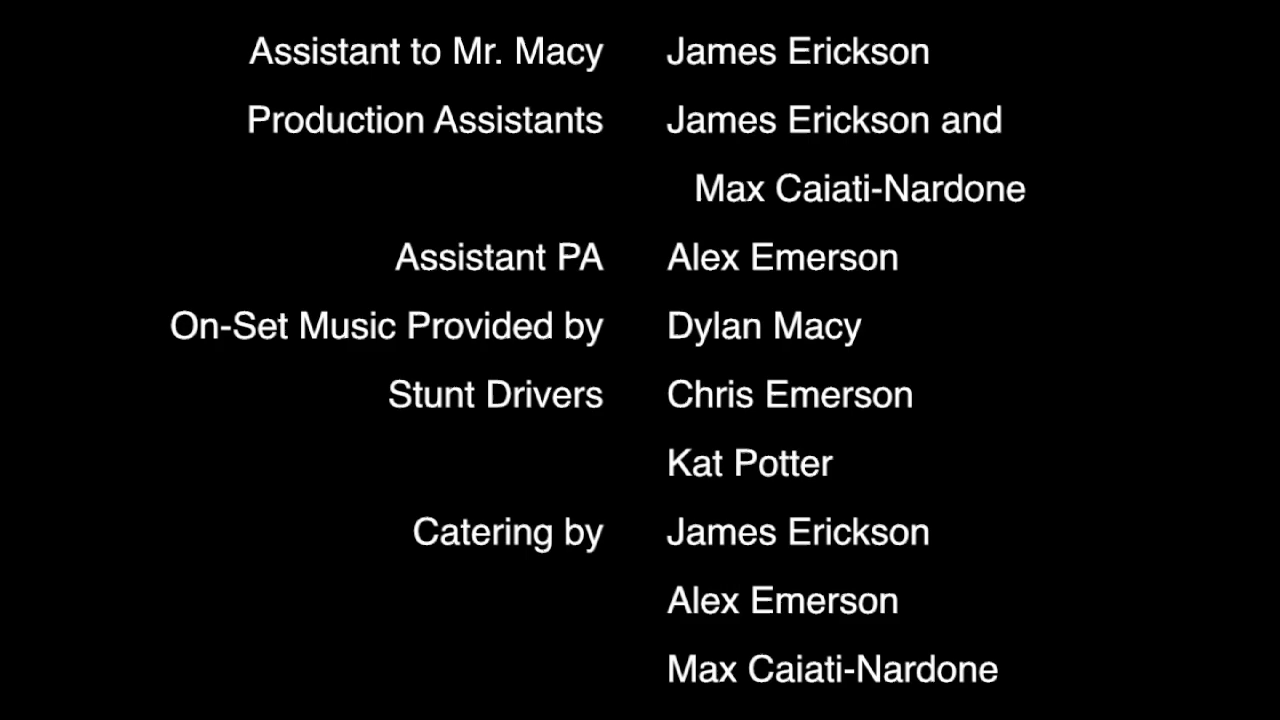 Assistant to Mr. Macy James Erickson
Production Assistants James Erickson and
Max Caiati-Nardone
Assistant PA Alex Emerson
On-Set Music Provided by Dylan Macy
Stunt Drivers Chris Emerson
Kat Potter
Catering by James Erickson
Alex Emerson
Max Caiati-Nardone